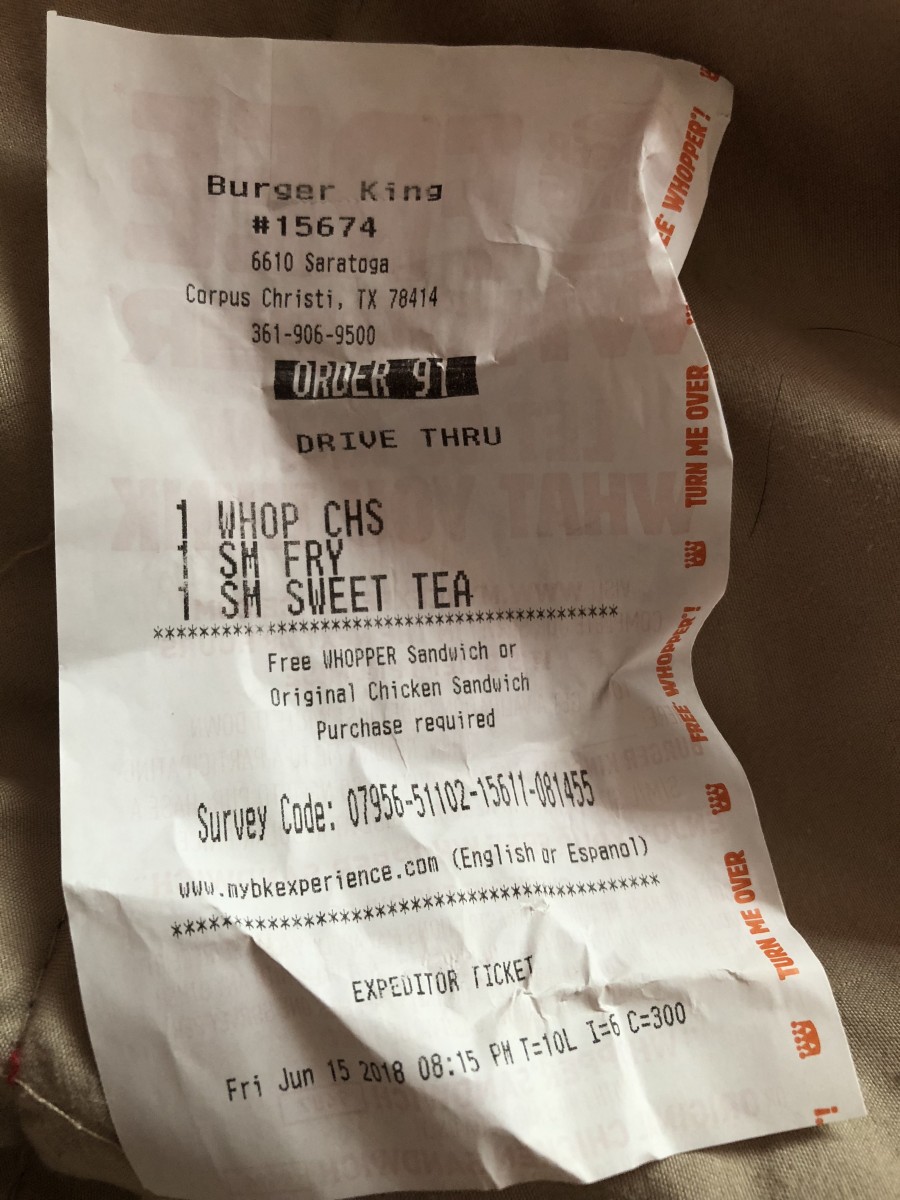 Burger King
#15674
6610 Saratoga
Corpus Christi, TX 78414
361-906-9500
ORDER 91
DRIVE THRU
1 WHOP CHS
1 SM FRY
1 SM SWEET TEA
*****************************************
Free WHOPPER Sandwich or
Original Chicken Sandwich
Purchase required
Survey Code: 07956-51102-15611-081455
www.mybkexperience.com (English or Espanol)
*****************************************
EXPEDITOR TICKET
Fri Jun 15 2018 08:15 PM T=10L I=6 C=300
WHOPPER®!
TURN ME OVER
FREE WHOPPER®!
TURN ME OVER